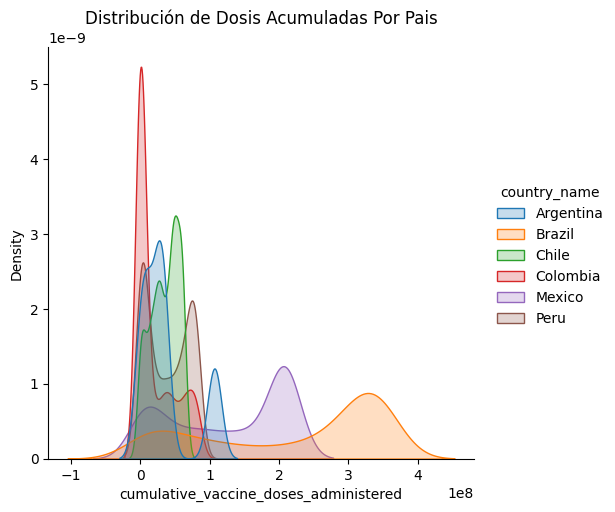 Distribución de Dosis Acumuladas Por Pais
1e−9
5
4
3
2
1
0
Density
−1
0
1
2
3
4
1e8
cumulative_vaccine_doses_administered
country_name
Argentina
Brazil
Chile
Colombia
Mexico
Peru